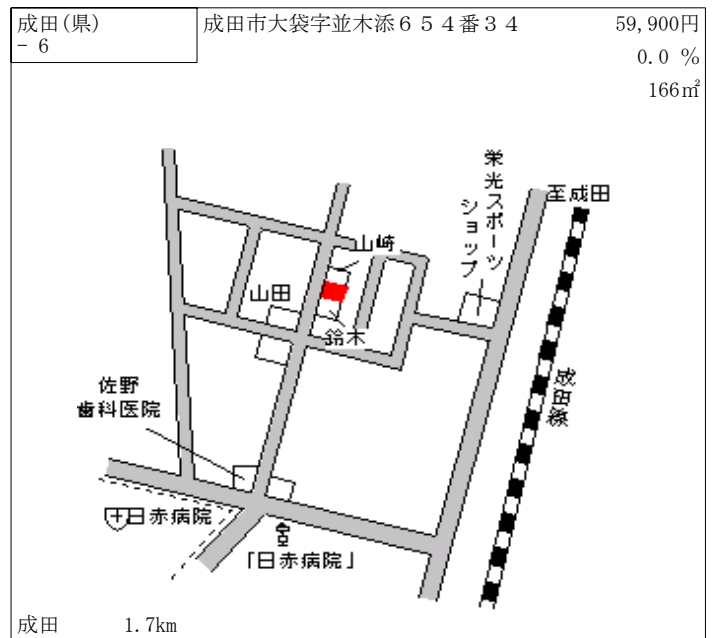 成田(県)
- 6
成田市大袋字並木添６５４番３４
59,900円
0.0 %
166㎡
栄光スポーツ
ショップ
至成田
山崎
山田
鈴木
成田線
佐野
歯科医院
日赤病院
「日赤病院」
成田 1.7km